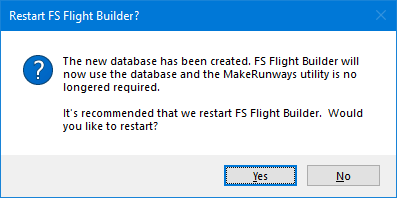 Restart FS Flight Builder?
The new database has been created. FS Flight Builder will
now use the database and the MakeRunways utility is no
longered required.
It's recommended that we restart FS Flight Builder.  Would
you like to restart?
Yes
No